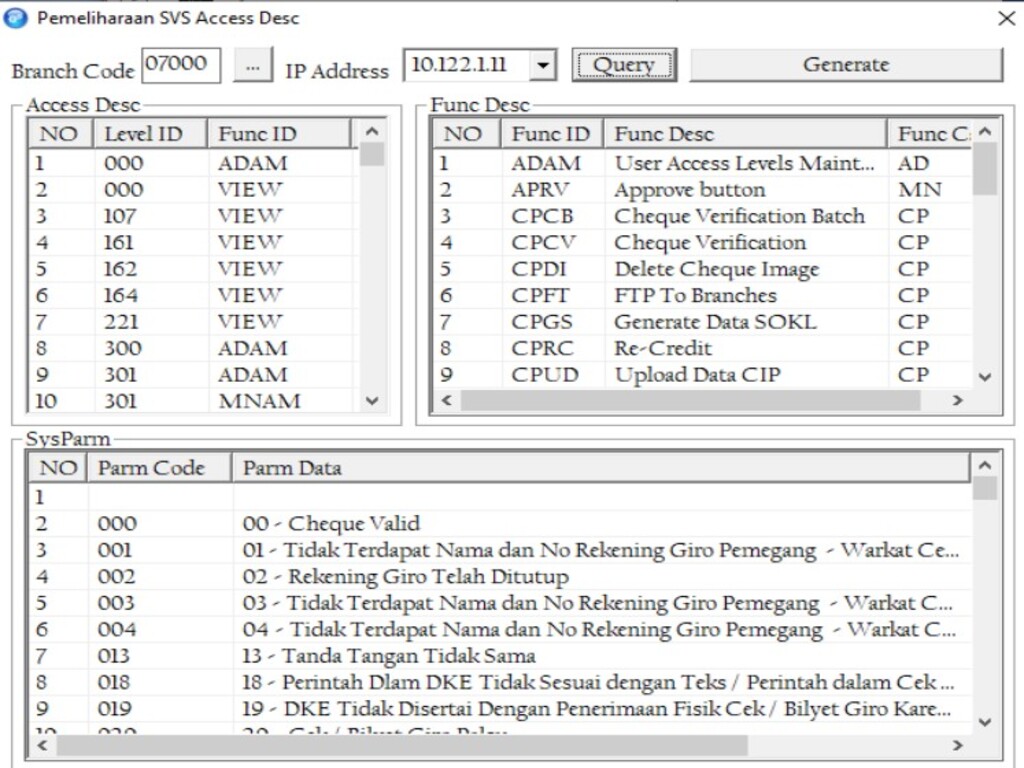 Pemeliharaan SVS Access Desc
Branch Code 07000 ... IP Address 10.122.1.11 Query Generate
Access Desc
NO Level ID Func ID
1 000 ADAM
2 000 VIEW
3 107 VIEW
4 161 VIEW
5 162 VIEW
6 164 VIEW
7 221 VIEW
8 300 ADAM
9 301 ADAM
10 301 MNAM
Func Desc
NO Func ID Func Desc Func C
1 ADAM User Access Levels Maint... AD
2 APRV Approve button MN
3 CPCB Cheque Verification Batch CP
4 CPCV Cheque Verification CP
5 CPDI Delete Cheque Image CP
6 CPFT FTP To Branches CP
7 CPGS Generate Data SOKL CP
8 CPRC Re-Credit CP
9 CPUD Upload Data CIP CP
SysParm
NO Parm Code Parm Data
1
2 000 00 - Cheque Valid
3 001 01 - Tidak Terdapat Nama dan No Rekening Giro Pemegang - Warkat Ce...
4 002 02 - Rekening Giro Telah Ditutup
5 003 03 - Tidak Terdapat Nama dan No Rekening Giro Pemegang - Warkat C...
6 004 04 - Tidak Terdapat Nama dan No Rekening Giro Pemegang - Warkat C...
7 013 13 - Tanda Tangan Tidak Sama
8 018 18 - Perintah Dlam DKE Tidak Sesuai dengan Teks / Perintah dalam Cek ...
9 019 19 - DKE Tidak Disertai Dengan Penerimaan Fisik Cek / Bilyet Giro Kare...